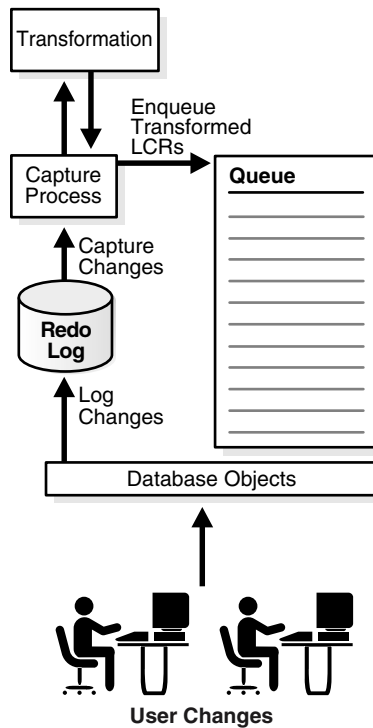 Transformation
Enqueue
Transformed
LCRs
Capture
Process
Queue
Capture
Changes
Redo
Log
Log
Changes
Database Objects
User Changes